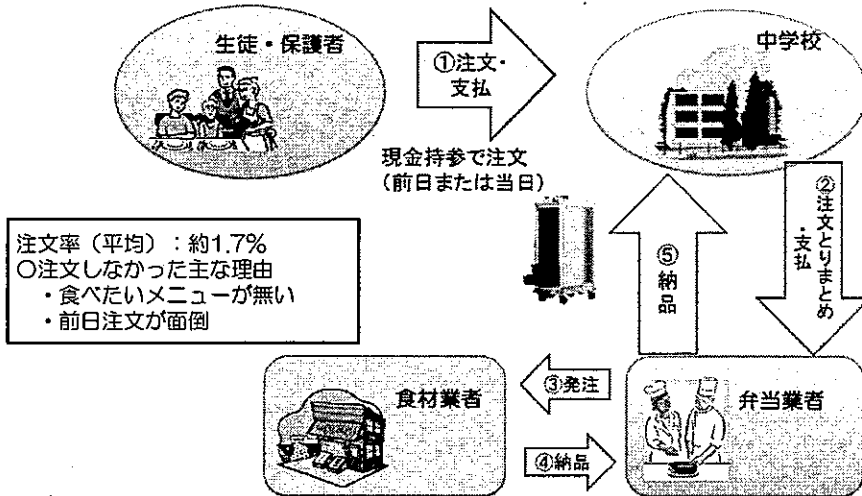 生徒・保護者
①注文・
支払
中学校
現金持参で注文
(前日または当日)
②注文とりまとめ
・支払
⑤納品
注文率（平均）：約1.7%
○注文しなかった主な理由
・食べたいメニューが無い
・前日注文が面倒
食材業者
③発注
④納品
弁当業者